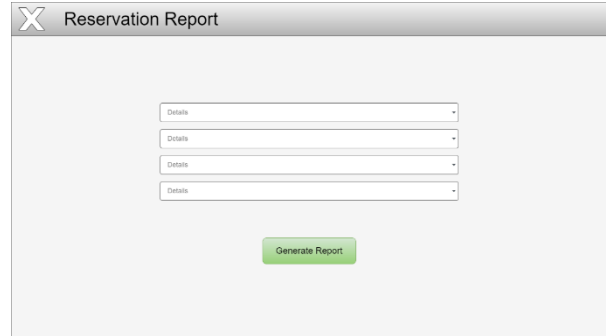 X Reservation Report
Details
Details
Details
Details
Generate Report